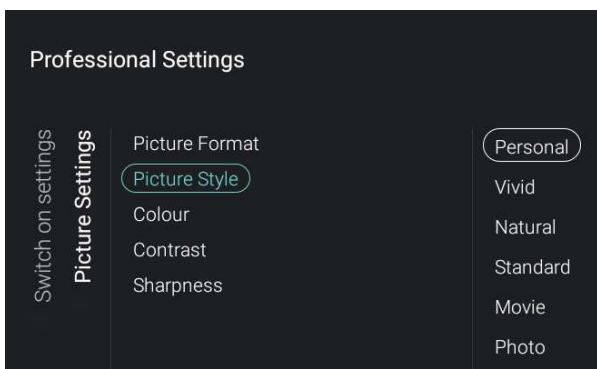 Professional Settings
Switch on settings
Picture Settings
Picture Format
Picture Style
Colour
Contrast
Sharpness
Personal
Vivid
Natural
Standard
Movie
Photo